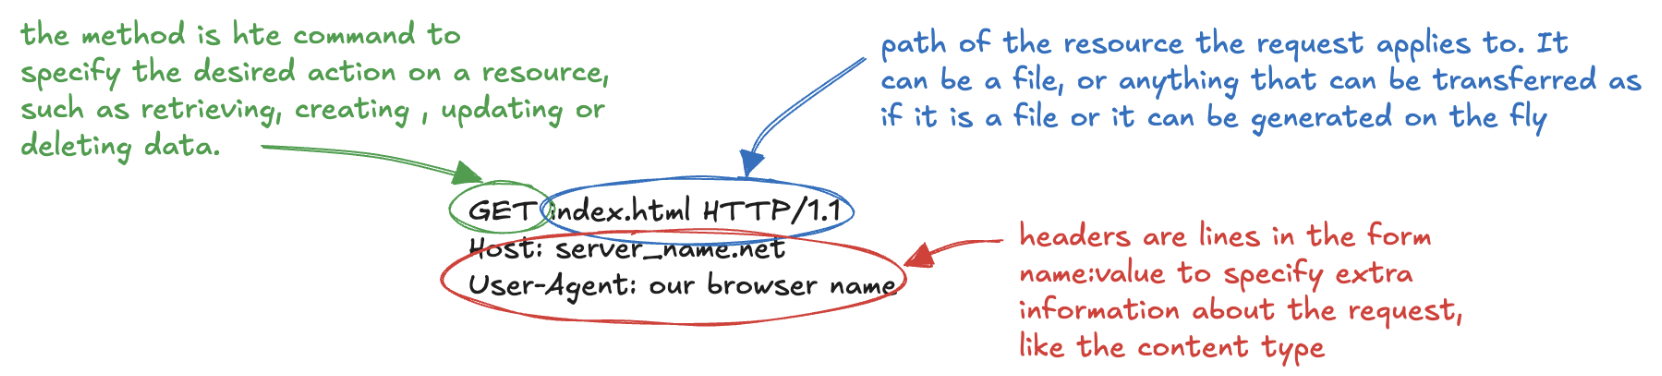 the method is hte command to
specify the desired action on a resource,
such as retrieving, creating , updating or
deleting data.
path of the resource the request applies to. It
can be a file, or anything that can be transferred as
if it is a file or it can be generated on the fly
GET index.html HTTP/1.1
Host: server_name.net
User-Agent: our browser name
headers are lines in the form
name:value to specify extra
information about the request,
like the content type